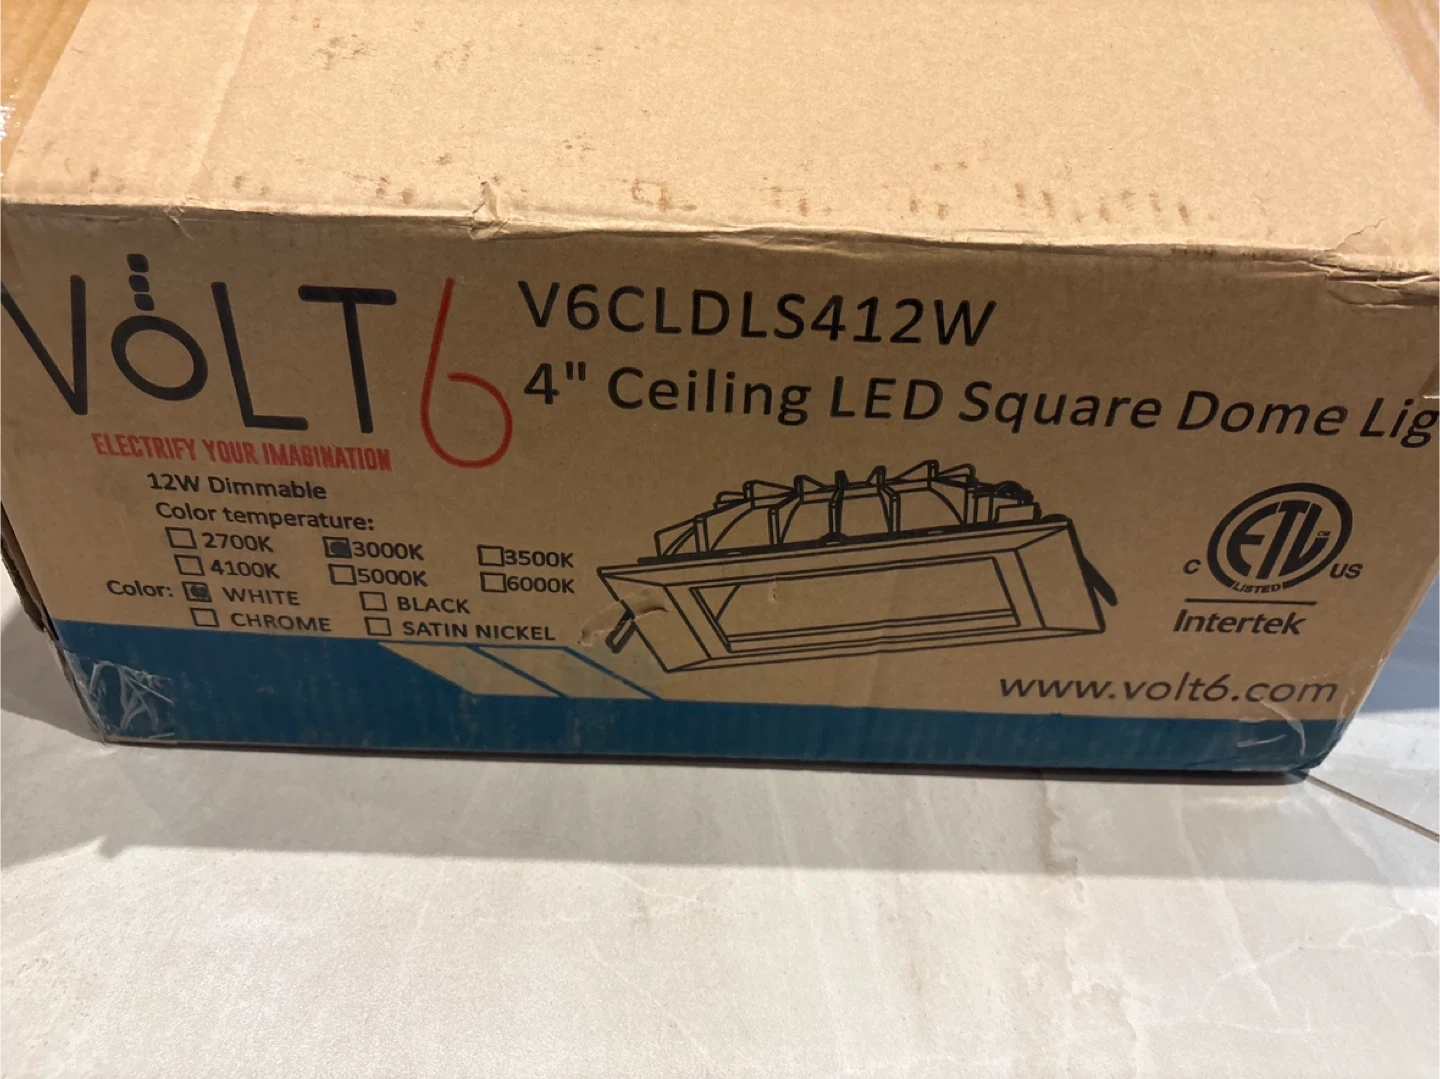 VOLT6
ELECTRIFY YOUR IMAGINATION
V6CLDLS412W
4" Ceiling LED Square Dome Lig
12W Dimmable
Color temperature:
2700K 3000K 3500K
4100K 5000K 6000K
Color: WHITE BLACK
CHROME SATIN NICKEL
ETL CM
LISTED
C US
Intertek
www.volt6.com